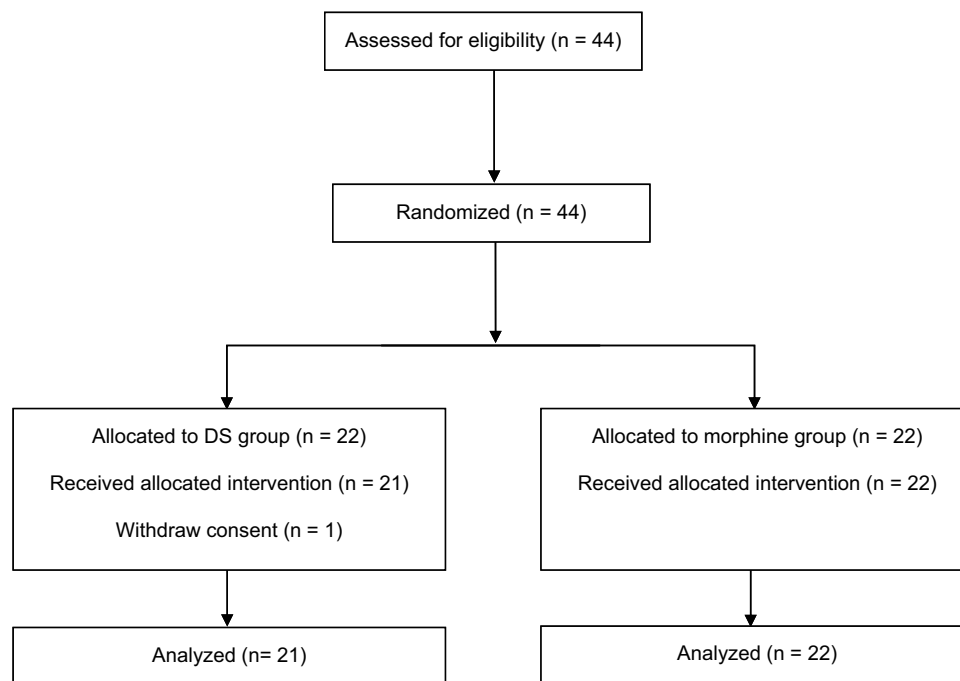 Assessed for eligibility (n = 44)
Randomized (n = 44)
Allocated to DS group (n = 22)
Received allocated intervention (n = 21)
Withdraw consent (n = 1)
Allocated to morphine group (n = 22)
Received allocated intervention (n = 22)
Analyzed (n= 21)
Analyzed (n = 22)